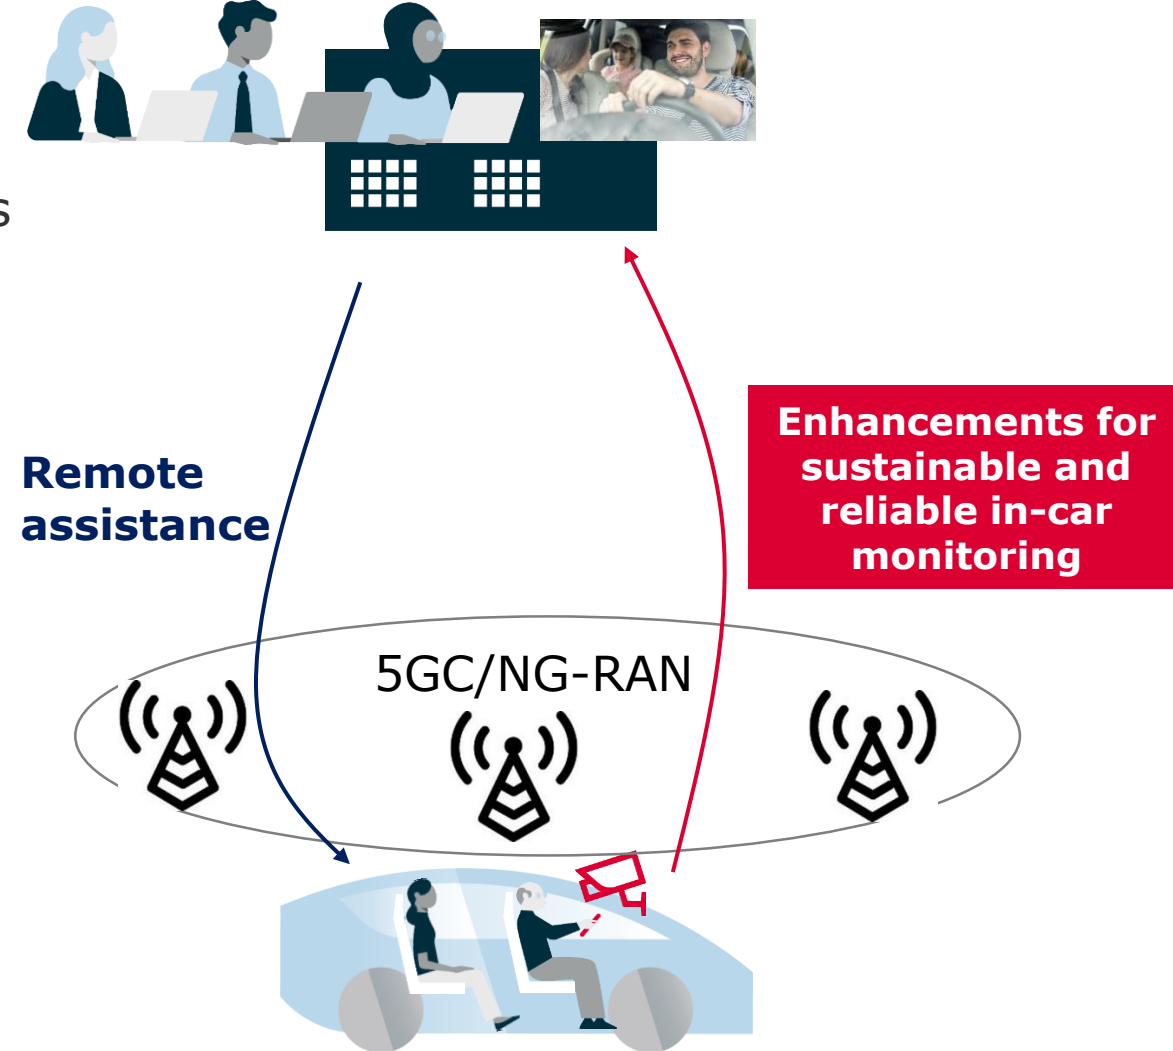 s
Remote
assistance
Enhancements for
sustainable and
reliable in-car
monitoring
5GC/NG-RAN